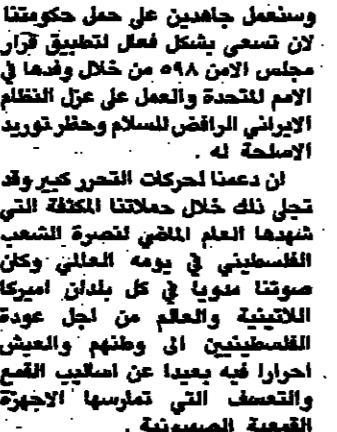 وسنعمل جاهدين على حمل حكومتنا
لان تسعى بشكل فعال لتطبيق قرار
مجلس الامن ٥٩٨ من خلال وفدها في
الامم المتحدة والعمل على عزل النظام
الايراني الرافض للسلام وحظر توريد
الاسلحة له .
ان دعمنا لحركات التحرر كبير وقد
تجلى ذلك خلال حملاتنا المكثفة التي
شهدها العام الماضي لنصرة الشعب
الفلسطيني في يومه العالمي وكان
صوتنا مدويا في كل بلدان اميركا
اللاتينية والعالم من اجل عودة
الفلسطينيين الى وطنهم والعيش
احرارا فيه بعيدا عن اساليب القمع
والتعسف التي تمارسها الاجهزة
القمعية الصهيونية .